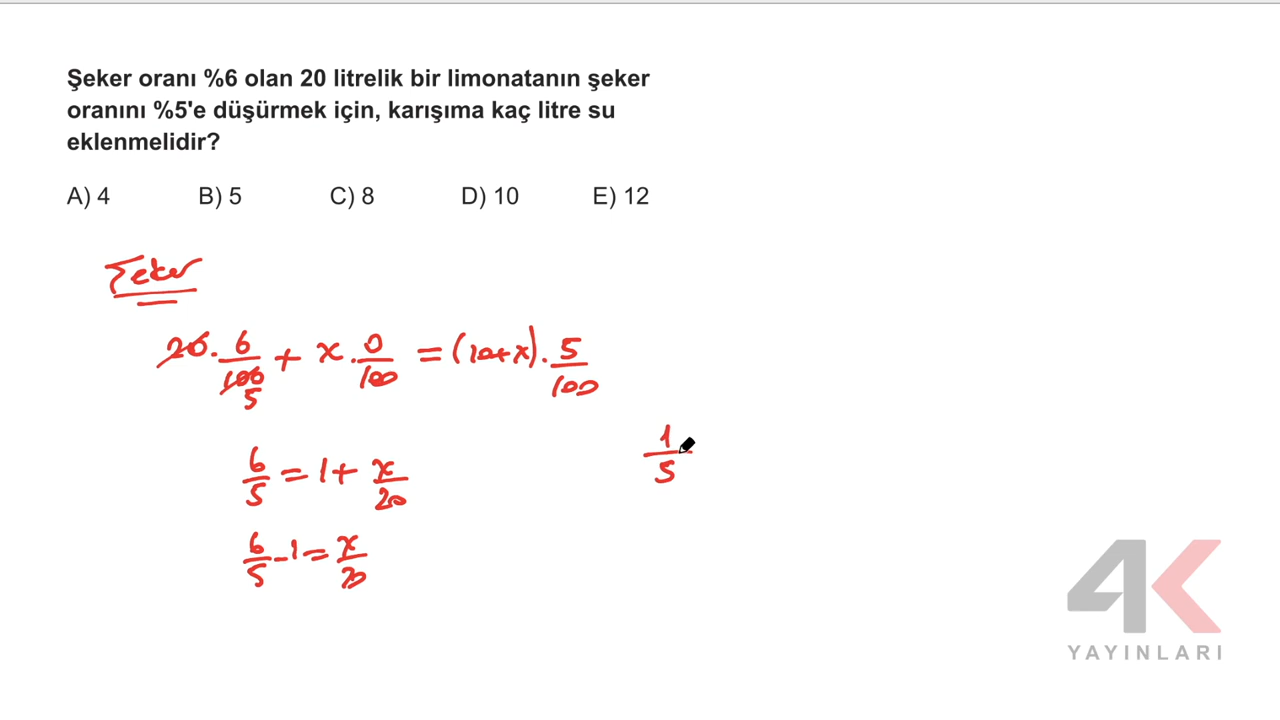 Şeker oranı %6 olan 20 litrelik bir limonatanın şeker
oranını %5'e düşürmek için, karışıma kaç litre su
eklenmelidir?
A) 4 B) 5 C) 8 D) 10 E) 12
Şeker
20 · 6/100 + x · 0/100 = (20+x) · 5/100
5
6/5 = 1 + x/20
1/5
6/5 - 1 = x/20
4K
YAYINLARI